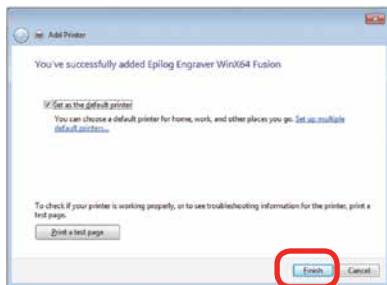 Add Printer
You've successfully added Epilog Engraver WinX64 Fusion
Set as the default printer
You can choose a default printer for home, work, and other places you go. Set up multiple
default printers...
To check if your printer is working properly, or to see troubleshooting information for the printer, print a
test page.
Print a test page
Finish
Cancel